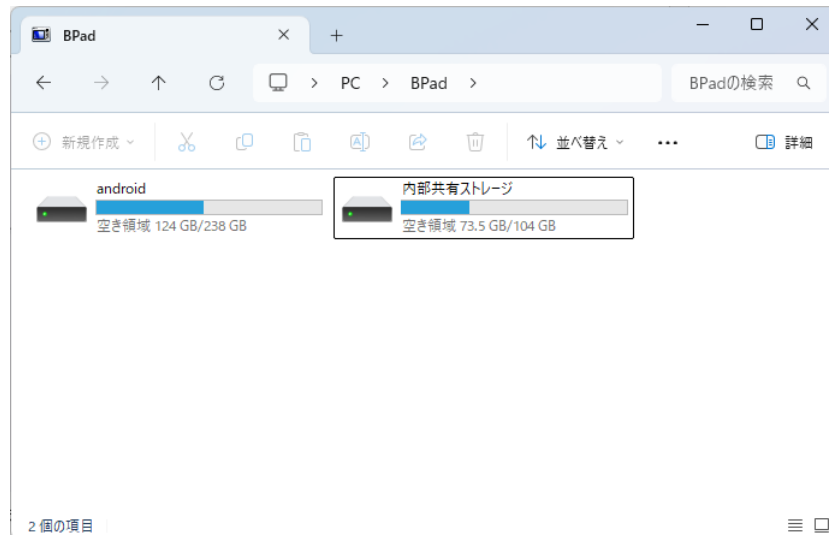 BPad
PC > BPad >
BPadの検索
新規作成
並べ替え
詳細
android
空き領域 124 GB/238 GB
内部共有ストレージ
空き領域 73.5 GB/104 GB
2 個の項目